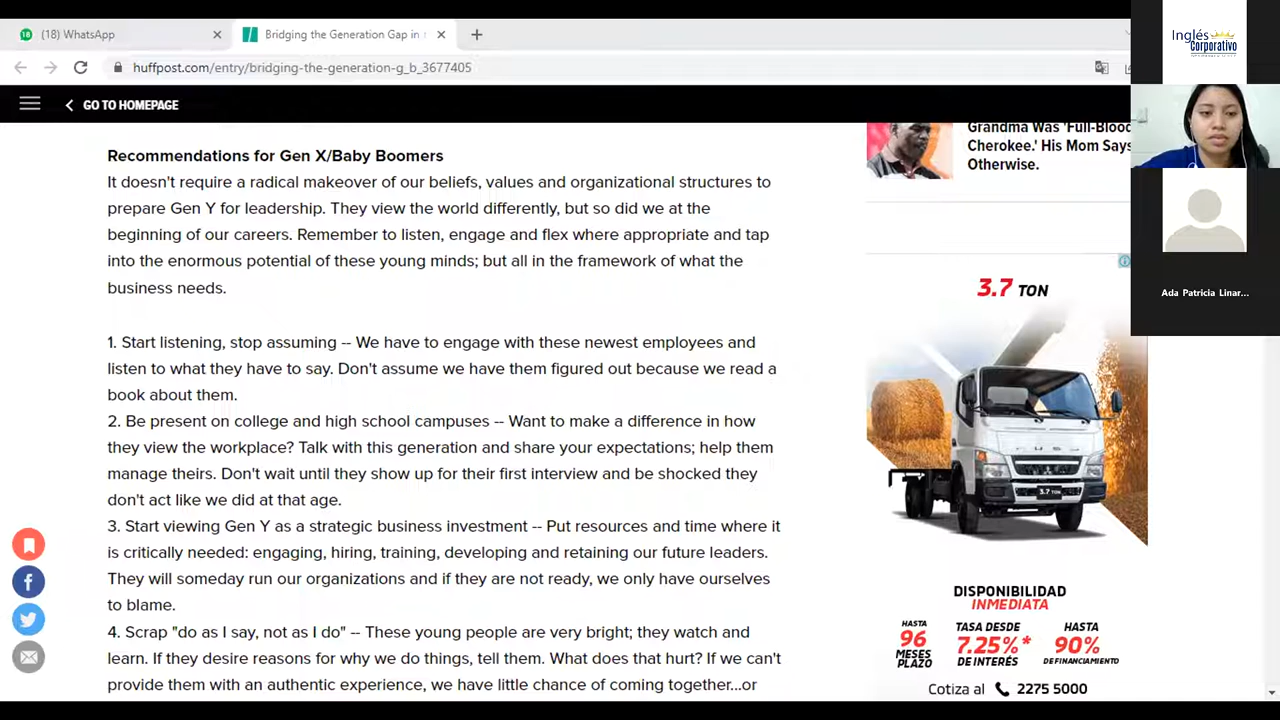 (18) WhatsApp
Bridging the Generation Gap in
huffpost.com/entry/bridging-the-generation-g_b_3677405
GO TO HOMEPAGE
Recommendations for Gen X/Baby Boomers
It doesn't require a radical makeover of our beliefs, values and organizational structures to
prepare Gen Y for leadership. They view the world differently, but so did we at the
beginning of our careers. Remember to listen, engage and flex where appropriate and tap
into the enormous potential of these young minds; but all in the framework of what the
business needs.
1. Start listening, stop assuming -- We have to engage with these newest employees and
listen to what they have to say. Don't assume we have them figured out because we read a
book about them.
2. Be present on college and high school campuses -- Want to make a difference in how
they view the workplace? Talk with this generation and share your expectations; help them
manage theirs. Don't wait until they show up for their first interview and be shocked they
don't act like we did at that age.
3. Start viewing Gen Y as a strategic business investment -- Put resources and time where it
is critically needed: engaging, hiring, training, developing and retaining our future leaders.
They will someday run our organizations and if they are not ready, we only have ourselves
to blame.
4. Scrap "do as I say, not as I do" -- These young people are very bright; they watch and
learn. If they desire reasons for why we do things, tell them. What does that hurt? If we can't
provide them with an authentic experience, we have little chance of coming together...or
Grandma Was 'Full-Blood
Cherokee.' His Mom Says
Otherwise.
3.7 TON
FUSO
3.7 TON
DISPONIBILIDAD
INMEDIATA
HASTA
96
MESES
PLAZO
TASA DESDE
7.25%*
DE INTERÉS
HASTA
90%
DE FINANCIAMIENTO
Cotiza al 2275 5000
Inglés
Corporativo
Ada Patricia Linar...